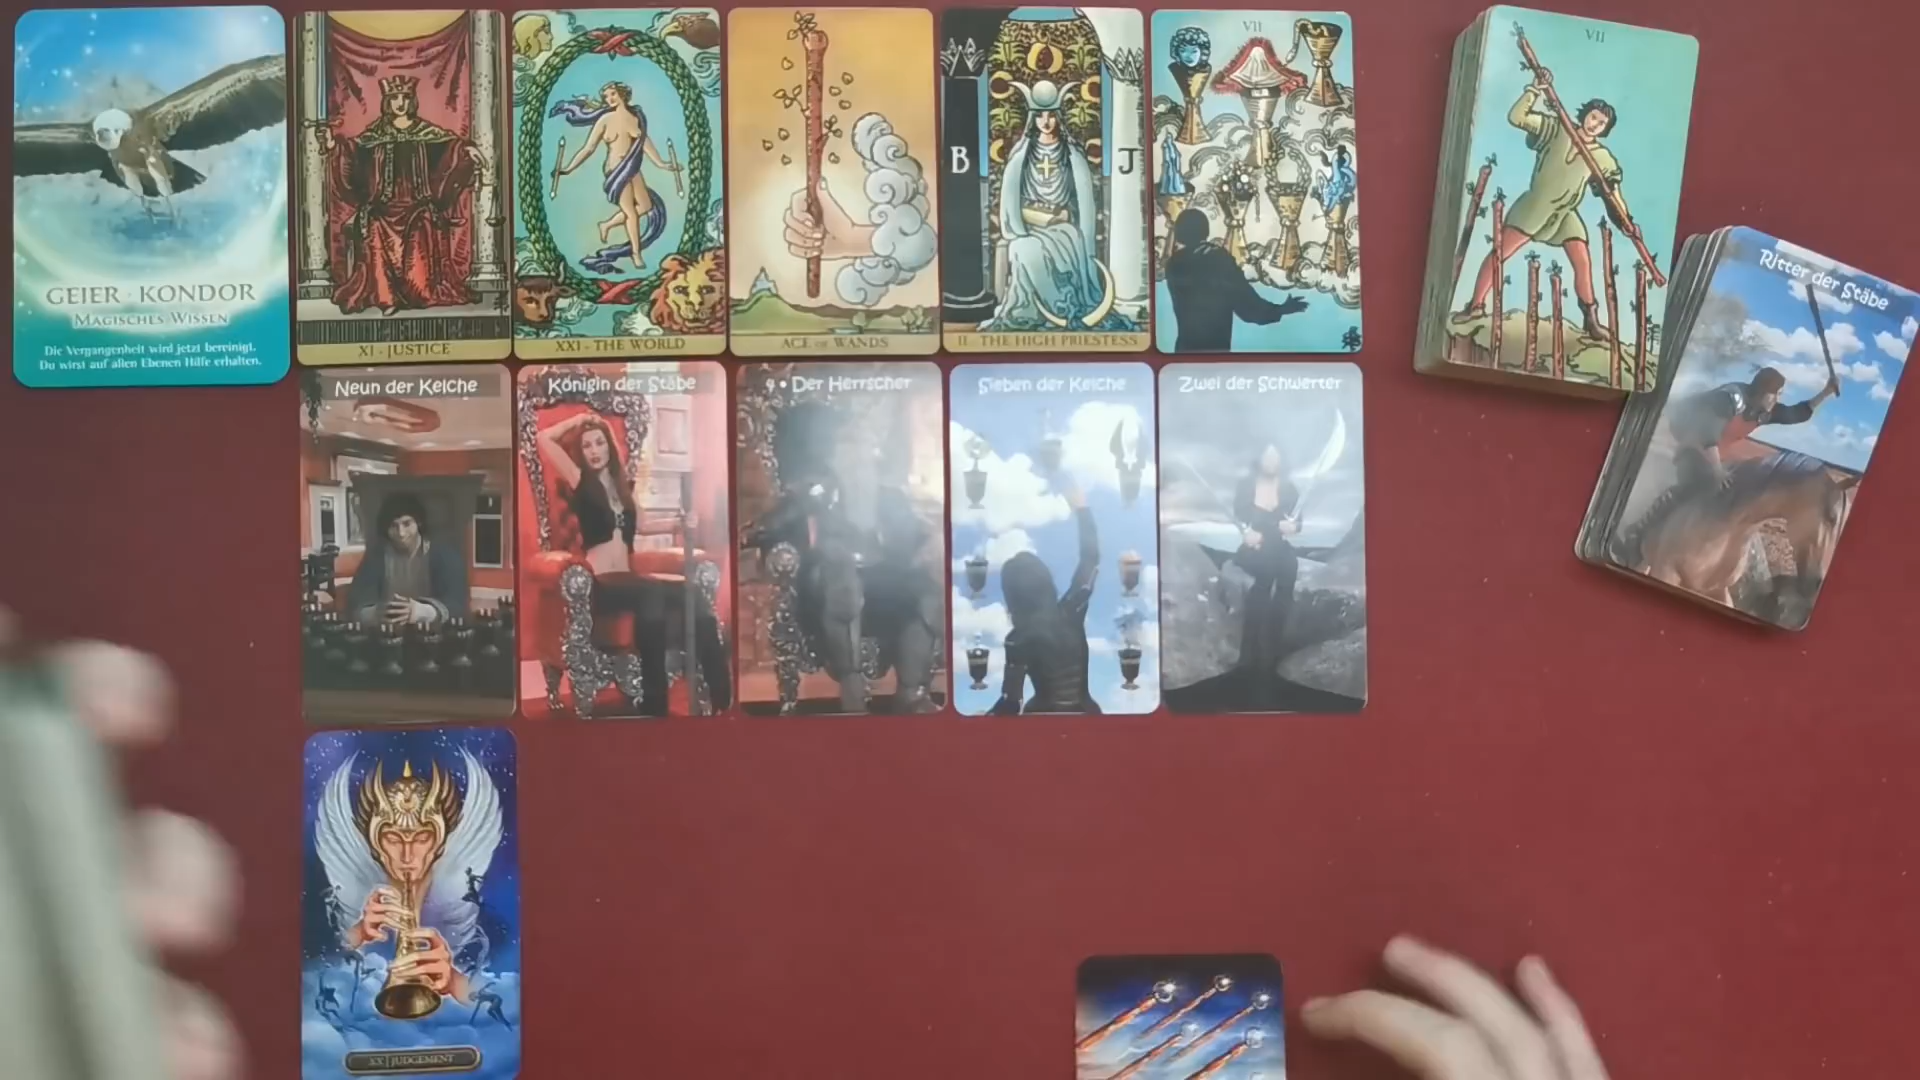 GEIER · KONDOR
MAGISCHES WISSEN
Die Vergangenheit wird jetzt bereinigt.
Du wirst auf allen Ebenen Hilfe erhalten.
XI - JUSTICE
XXI - THE WORLD
ACE OF WANDS
B
J
II - THE HIGH PRIESTESS
VII
VII
Ritter der Stäbe
Neun der Kelche
Königin der Stäbe
4 • Der Herrscher
Sieben der Kelche
Zwei der Schwerter
XX | JUDGEMENT